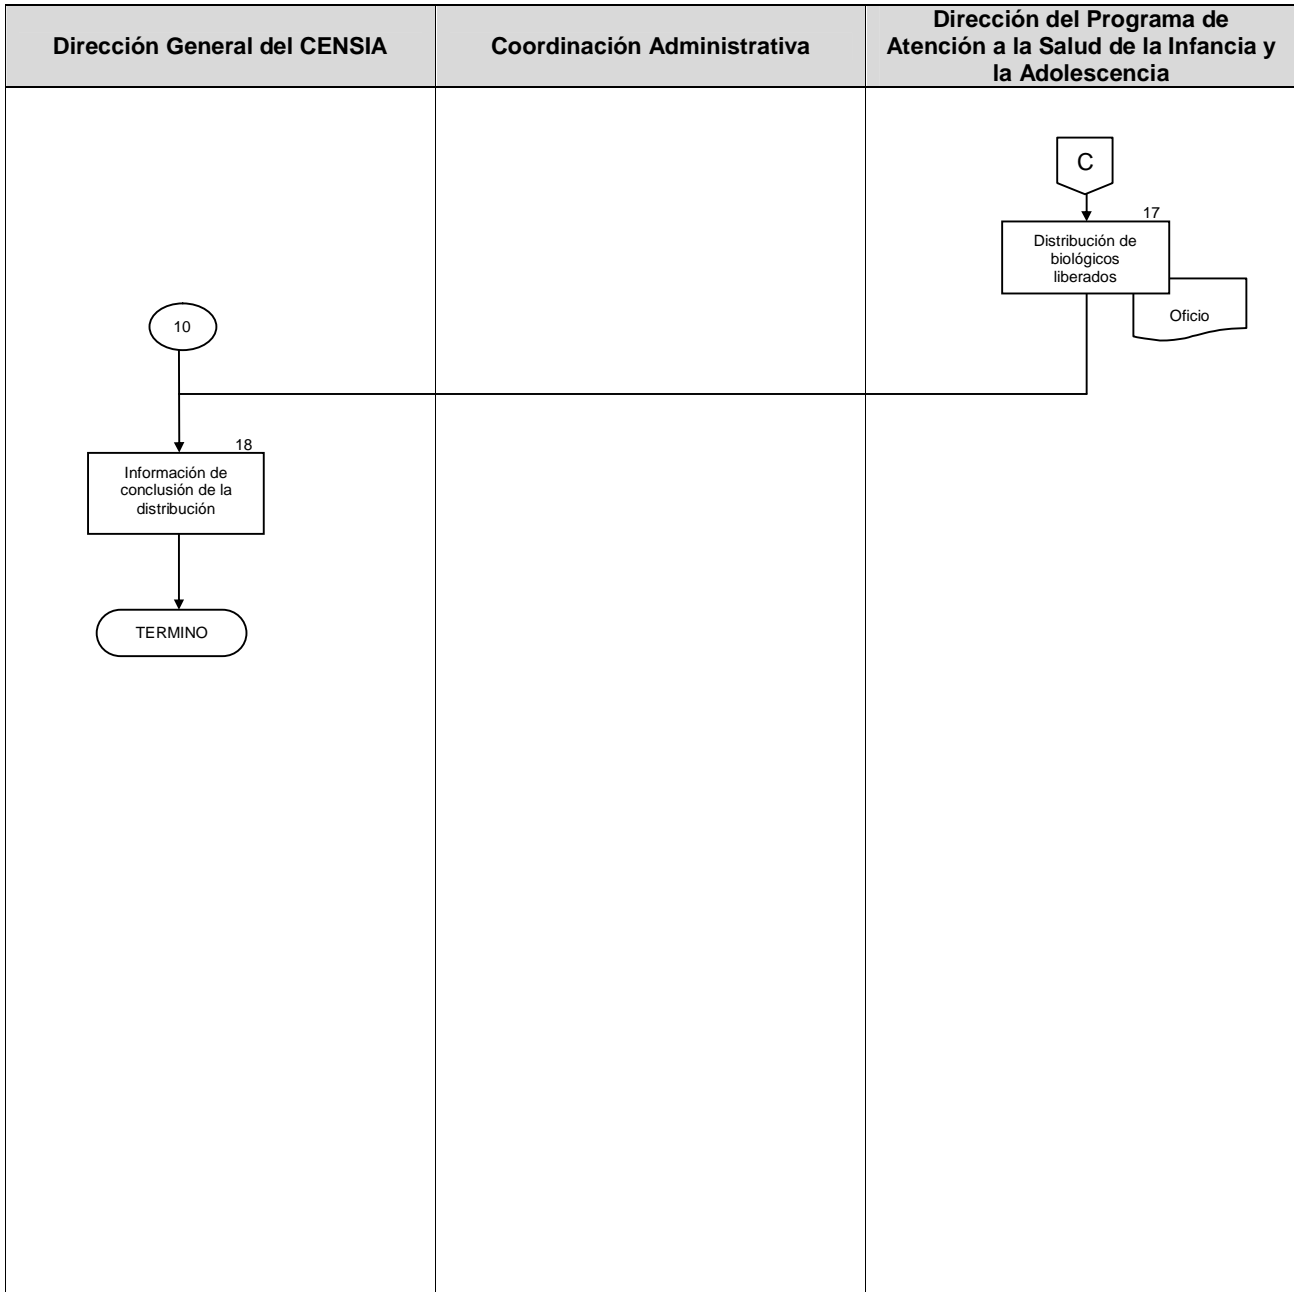 Dirección General del CENSIA
Coordinación Administrativa
Dirección del Programa de
Atención a la Salud de la Infancia y
la Adolescencia
C
17
Distribución de
biológicos
liberados
Oficio
10
18
Información de
conclusión de la
distribución
TERMINO